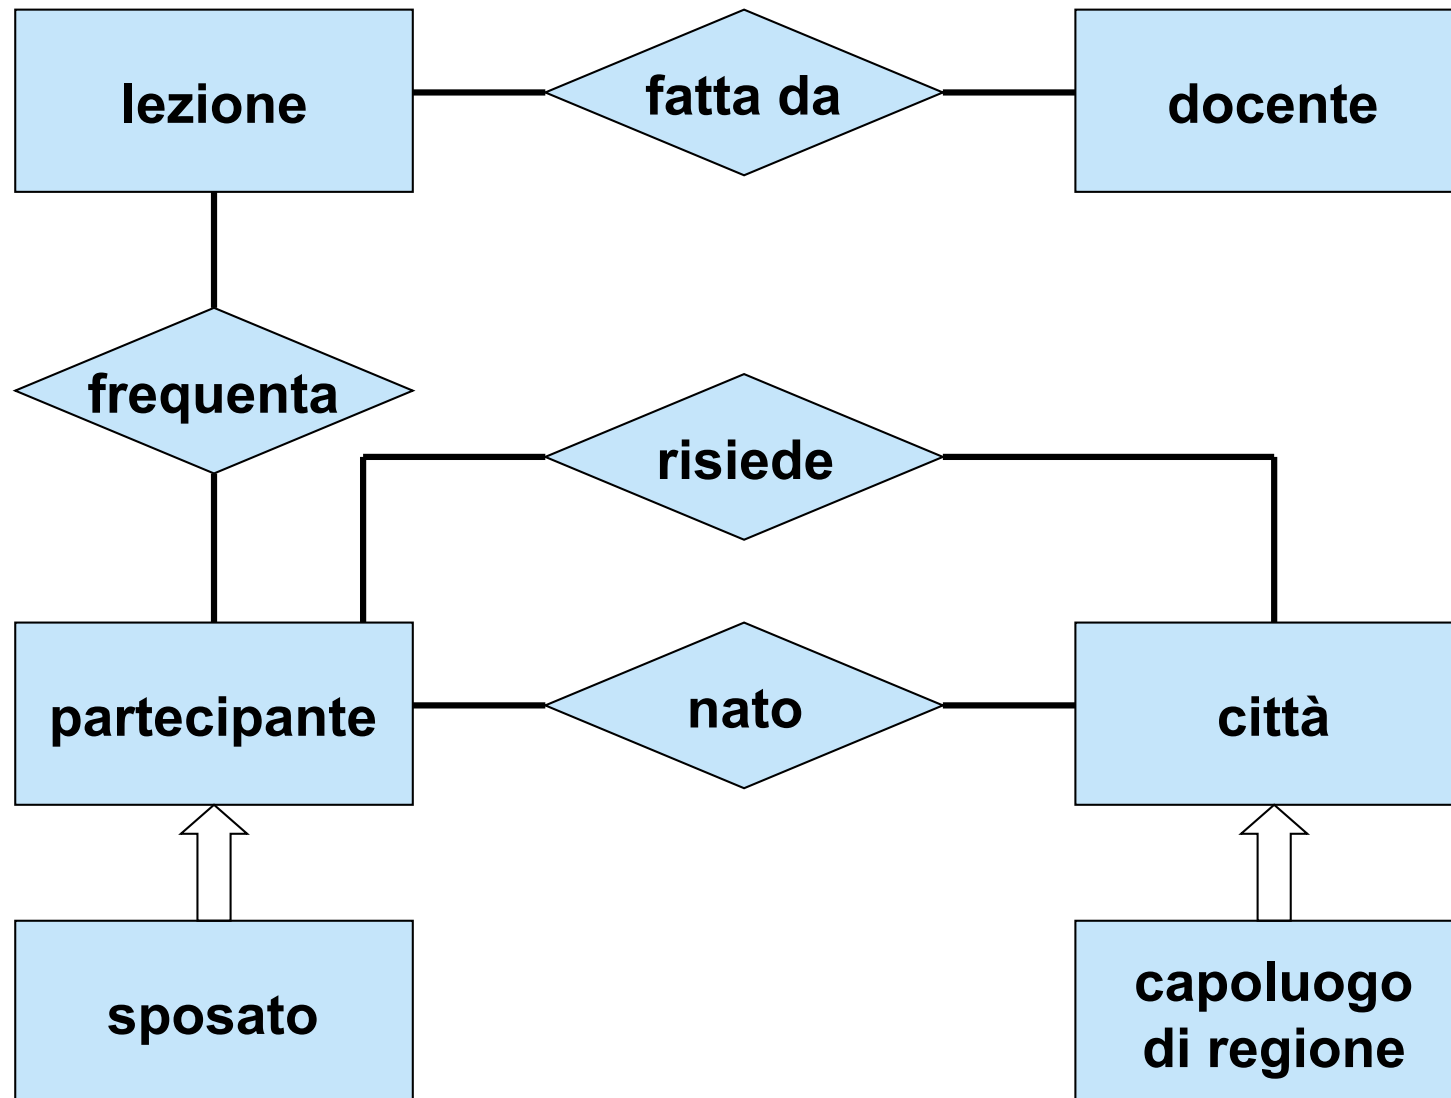 lezione
fatta da
docente
frequenta
risiede
partecipante
nato
città
sposato
capoluogo
di regione